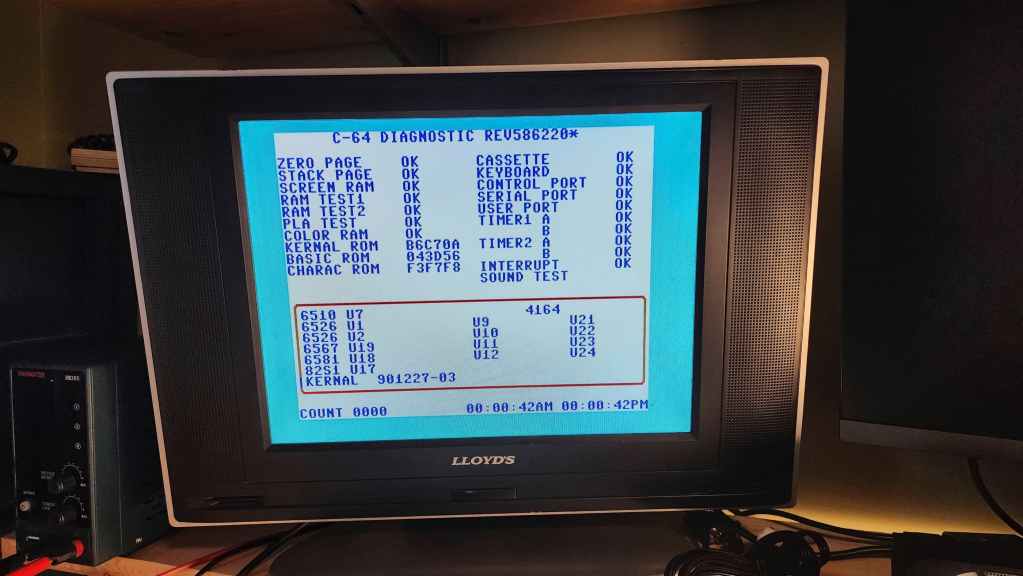 C-64 DIAGNOSTIC REV586220*
ZERO PAGE OK CASSETTE OK
STACK PAGE OK KEYBOARD OK
SCREEN RAM OK CONTROL PORT OK
RAM TEST1 OK SERIAL PORT OK
RAM TEST2 OK USER PORT OK
PLA TEST OK TIMER1 A OK
COLOR RAM OK B OK
KERNAL ROM B6C70A TIMER2 A OK
BASIC ROM 043D56 B OK
CHARAC ROM F3F7F8 INTERRUPT OK
SOUND TEST
6510 U7 4164
6526 U1 U9 U21
6526 U2 U10 U22
6567 U19 U11 U23
6581 U18 U12 U24
82S1 U17
KERNAL 901227-03
COUNT 0000 00:00:42AM 00:00:42PM
LLOYD'S